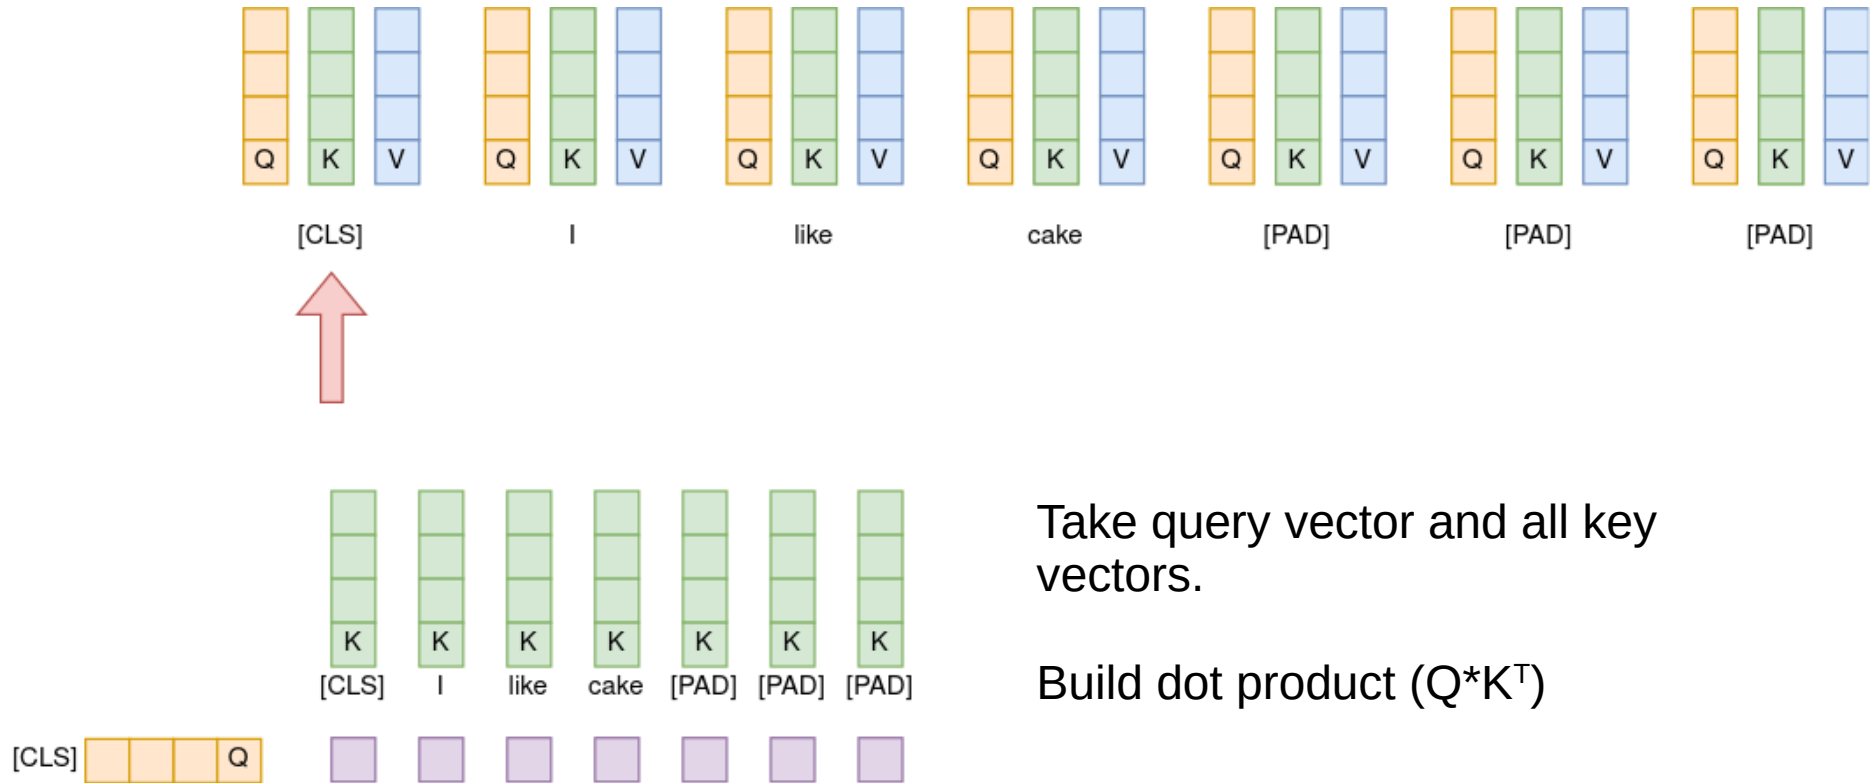 Q K V Q K V Q K V Q K V Q K V Q K V Q K V
[CLS] I like cake [PAD] [PAD] [PAD]
Take query vector and all key
vectors.
K K K K K K K
[CLS] I like cake [PAD] [PAD] [PAD]
Build dot product (Q*Kᵀ)
[CLS] Q